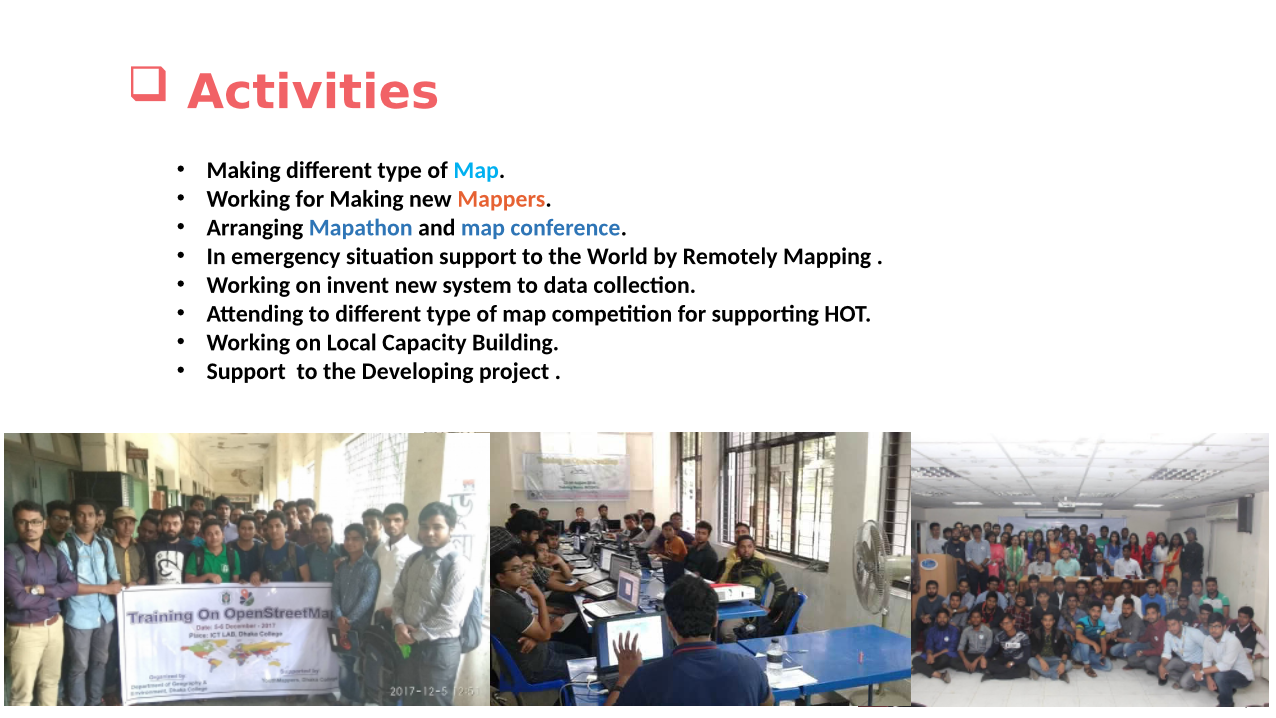 ❑ Activities
• Making different type of Map.
• Working for Making new Mappers.
• Arranging Mapathon and map conference.
• In emergency situation support to the World by Remotely Mapping .
• Working on invent new system to data collection.
• Attending to different type of map competition for supporting HOT.
• Working on Local Capacity Building.
• Support  to the Developing project .
Training On OpenStreetMap
Date: 5-6 December - 2017
Place: ICT LAB, Dhaka College
Organized by
Department of Geography &
Environment, Dhaka College
Supported by
2017-12-5